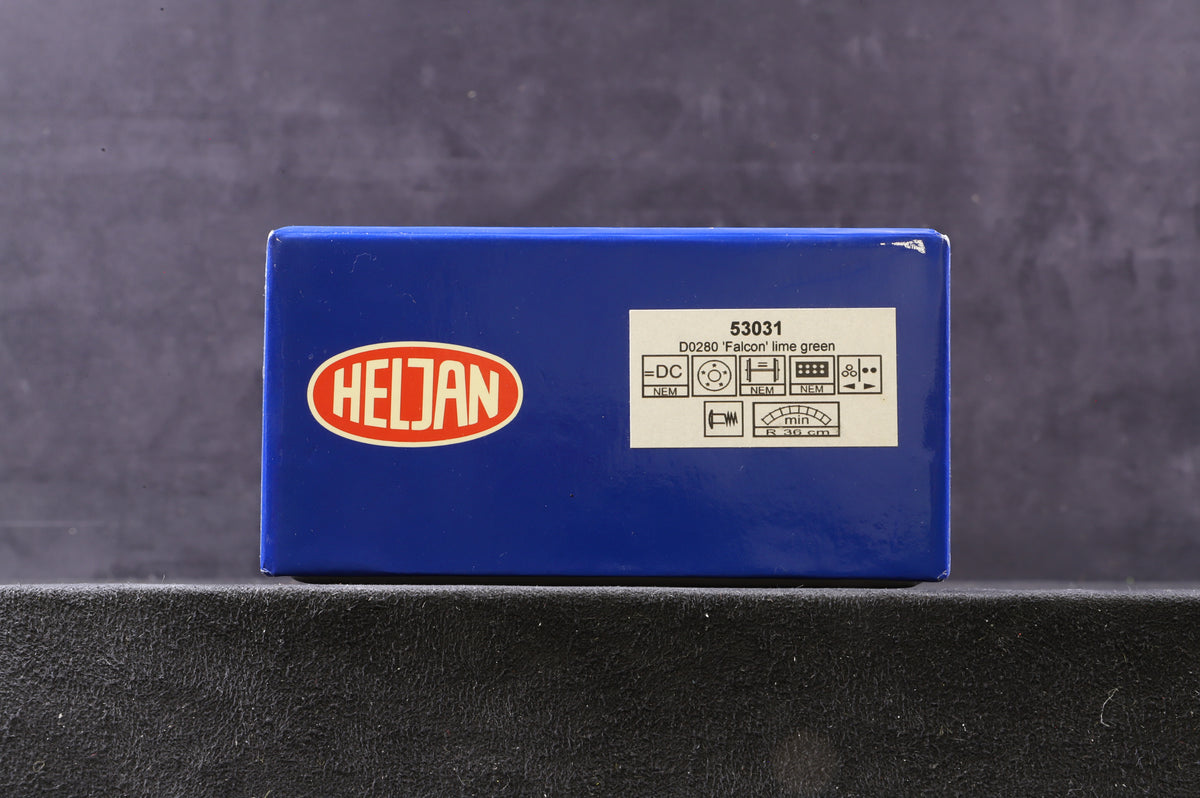 HELJAN
53031
D0280 'Falcon' lime green
=DC
NEM
NEM
NEM
min
R 36 cm